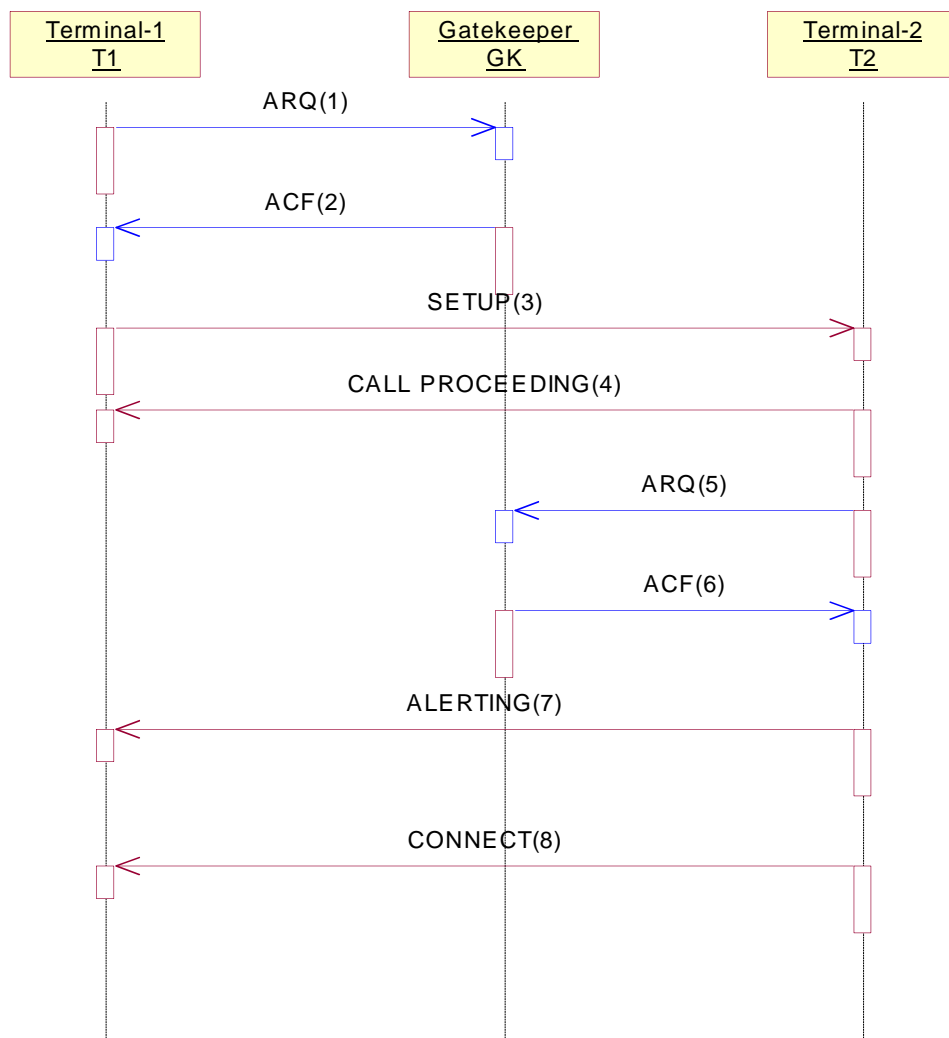 Terminal-1
T1
Gatekeeper
GK
Terminal-2
T2
ARQ(1)
ACF(2)
SETUP(3)
CALL PROCEEDING(4)
ARQ(5)
ACF(6)
ALERTING(7)
CONNECT(8)